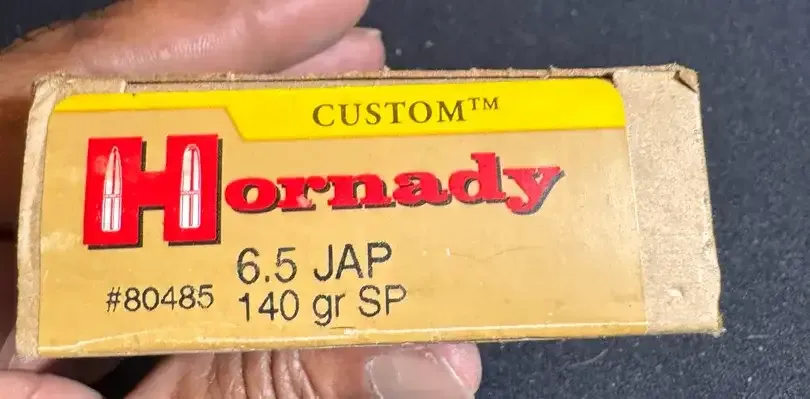 CUSTOM™
Hornady
6.5 JAP
#80485 140 gr SP